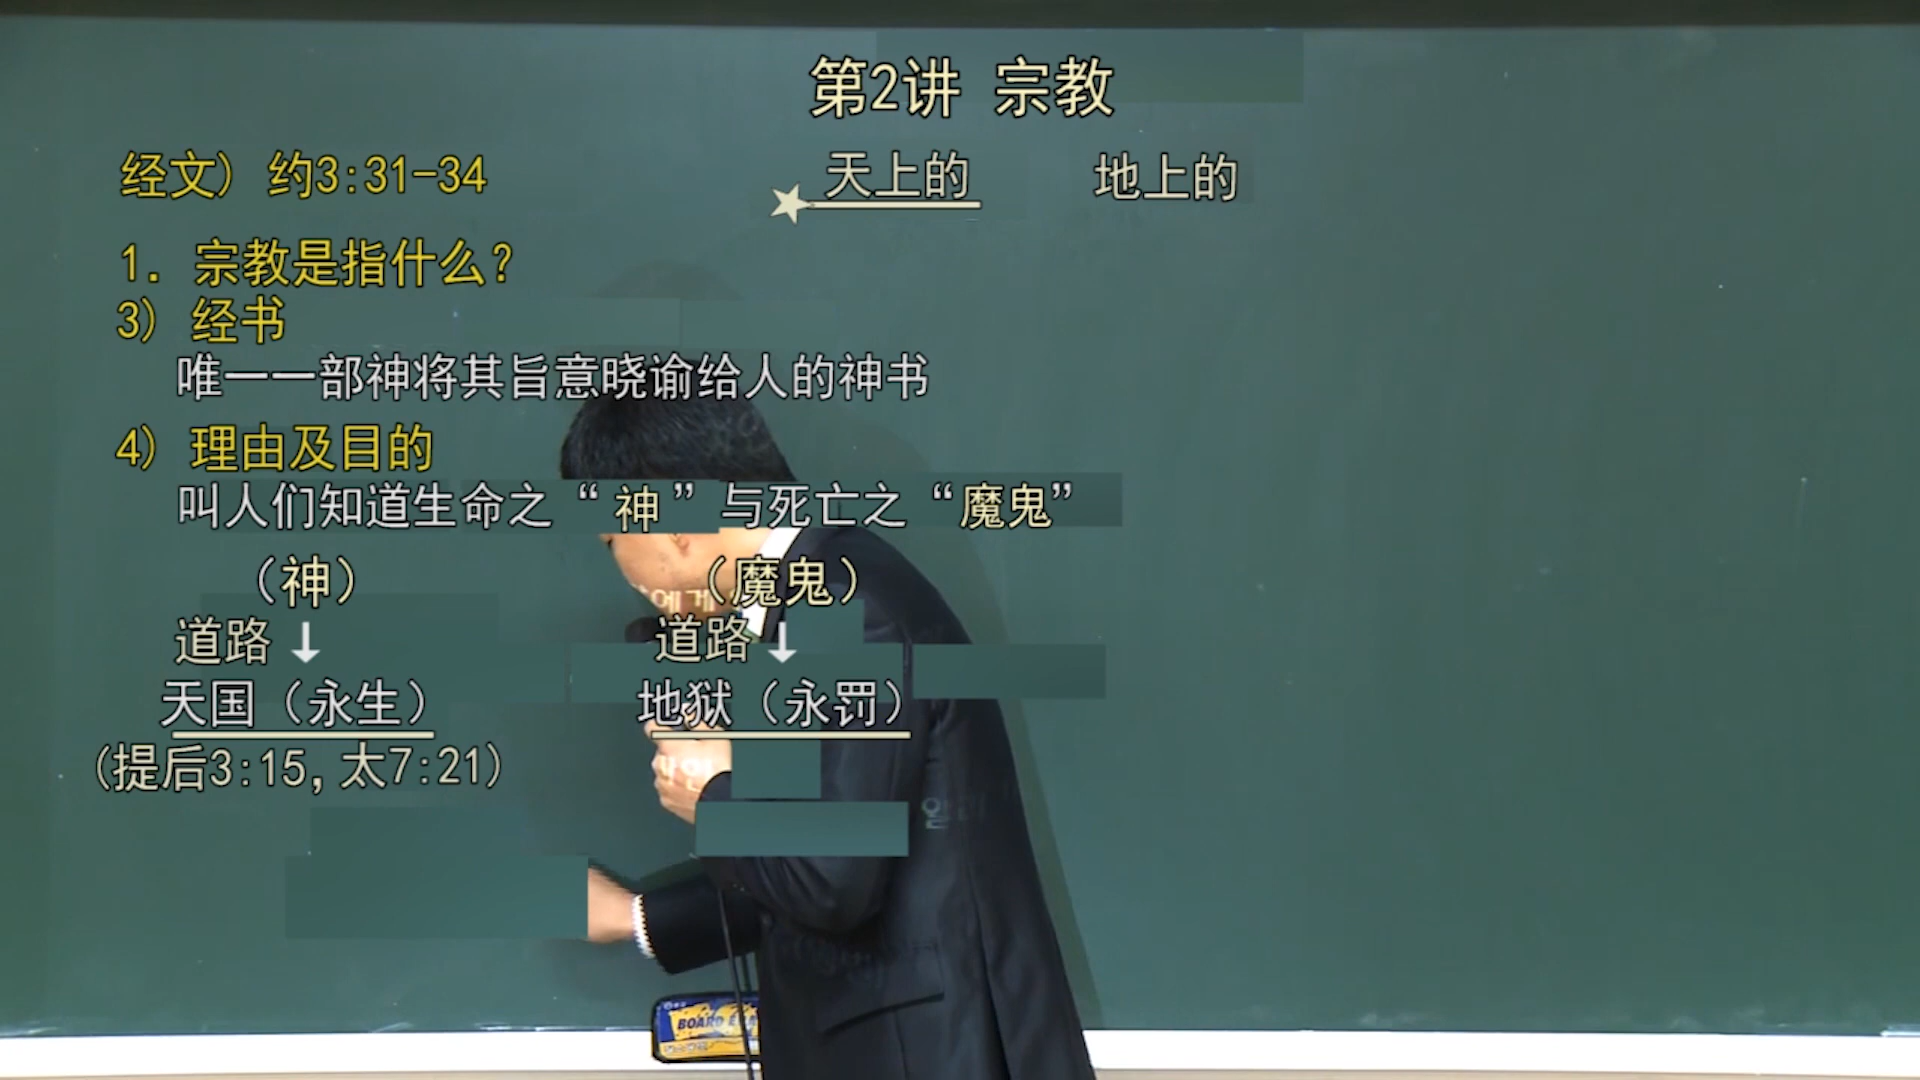 第2讲 宗教
经文) 约3:31-34
天上的 地上的
1. 宗教是指什么?
3) 经书
唯一一部神将其旨意晓谕给人的神书
4) 理由及目的
叫人们知道生命之“神”与死亡之“魔鬼”
(神) (魔鬼)
道路↓ 道路↓
天国(永生) 地狱(永罚)
(提后3:15,太7:21)
에게
BOARD